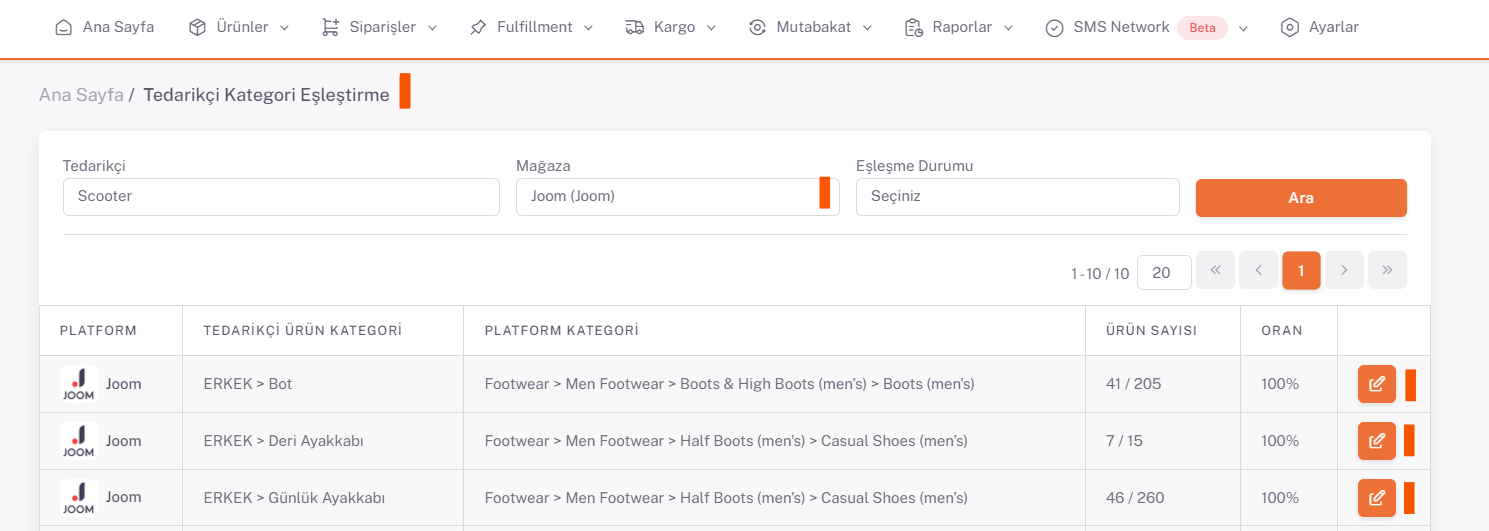 Ana Sayfa Ürünler Siparişler Fulfillment Kargo Mutabakat Raporlar SMS Network Beta Ayarlar
Ana Sayfa / Tedarikçi Kategori Eşleştirme
Tedarikçi Mağaza Eşleşme Durumu
Scooter Joom (Joom) Seçiniz Ara
1 - 10 / 10 20 « ‹ 1 › »
PLATFORM TEDARİKÇİ ÜRÜN KATEGORİ PLATFORM KATEGORİ ÜRÜN SAYISI ORAN
JOOM Joom ERKEK > Bot Footwear > Men Footwear > Boots & High Boots (men's) > Boots (men's) 41 / 205 100%
JOOM Joom ERKEK > Deri Ayakkabı Footwear > Men Footwear > Half Boots (men's) > Casual Shoes (men's) 7 / 15 100%
JOOM Joom ERKEK > Günlük Ayakkabı Footwear > Men Footwear > Half Boots (men's) > Casual Shoes (men's) 46 / 260 100%